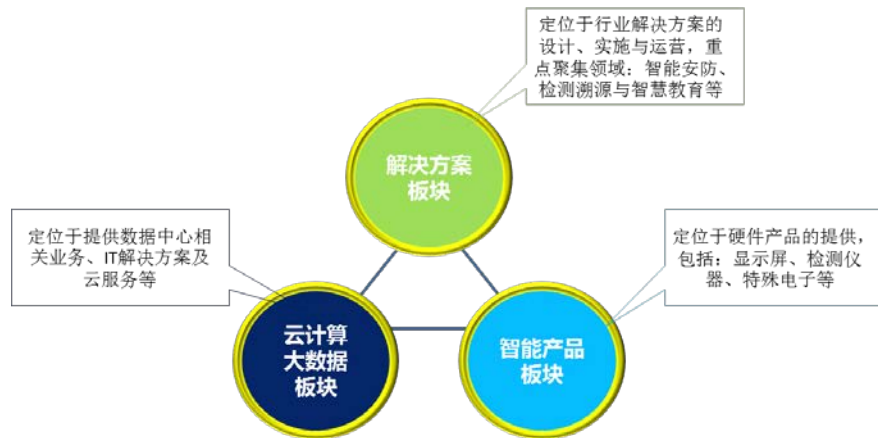 定位于行业解决方案的
设计、实施与运营，重
点聚集领域：智能安防、
检测溯源与智慧教育等
解决方案
板块
定位于提供数据中心相
关业务、IT解决方案及
云服务等
定位于硬件产品的提供，
包括：显示屏、检测仪
器、特殊电子等
云计算
大数据
板块
智能产品
板块